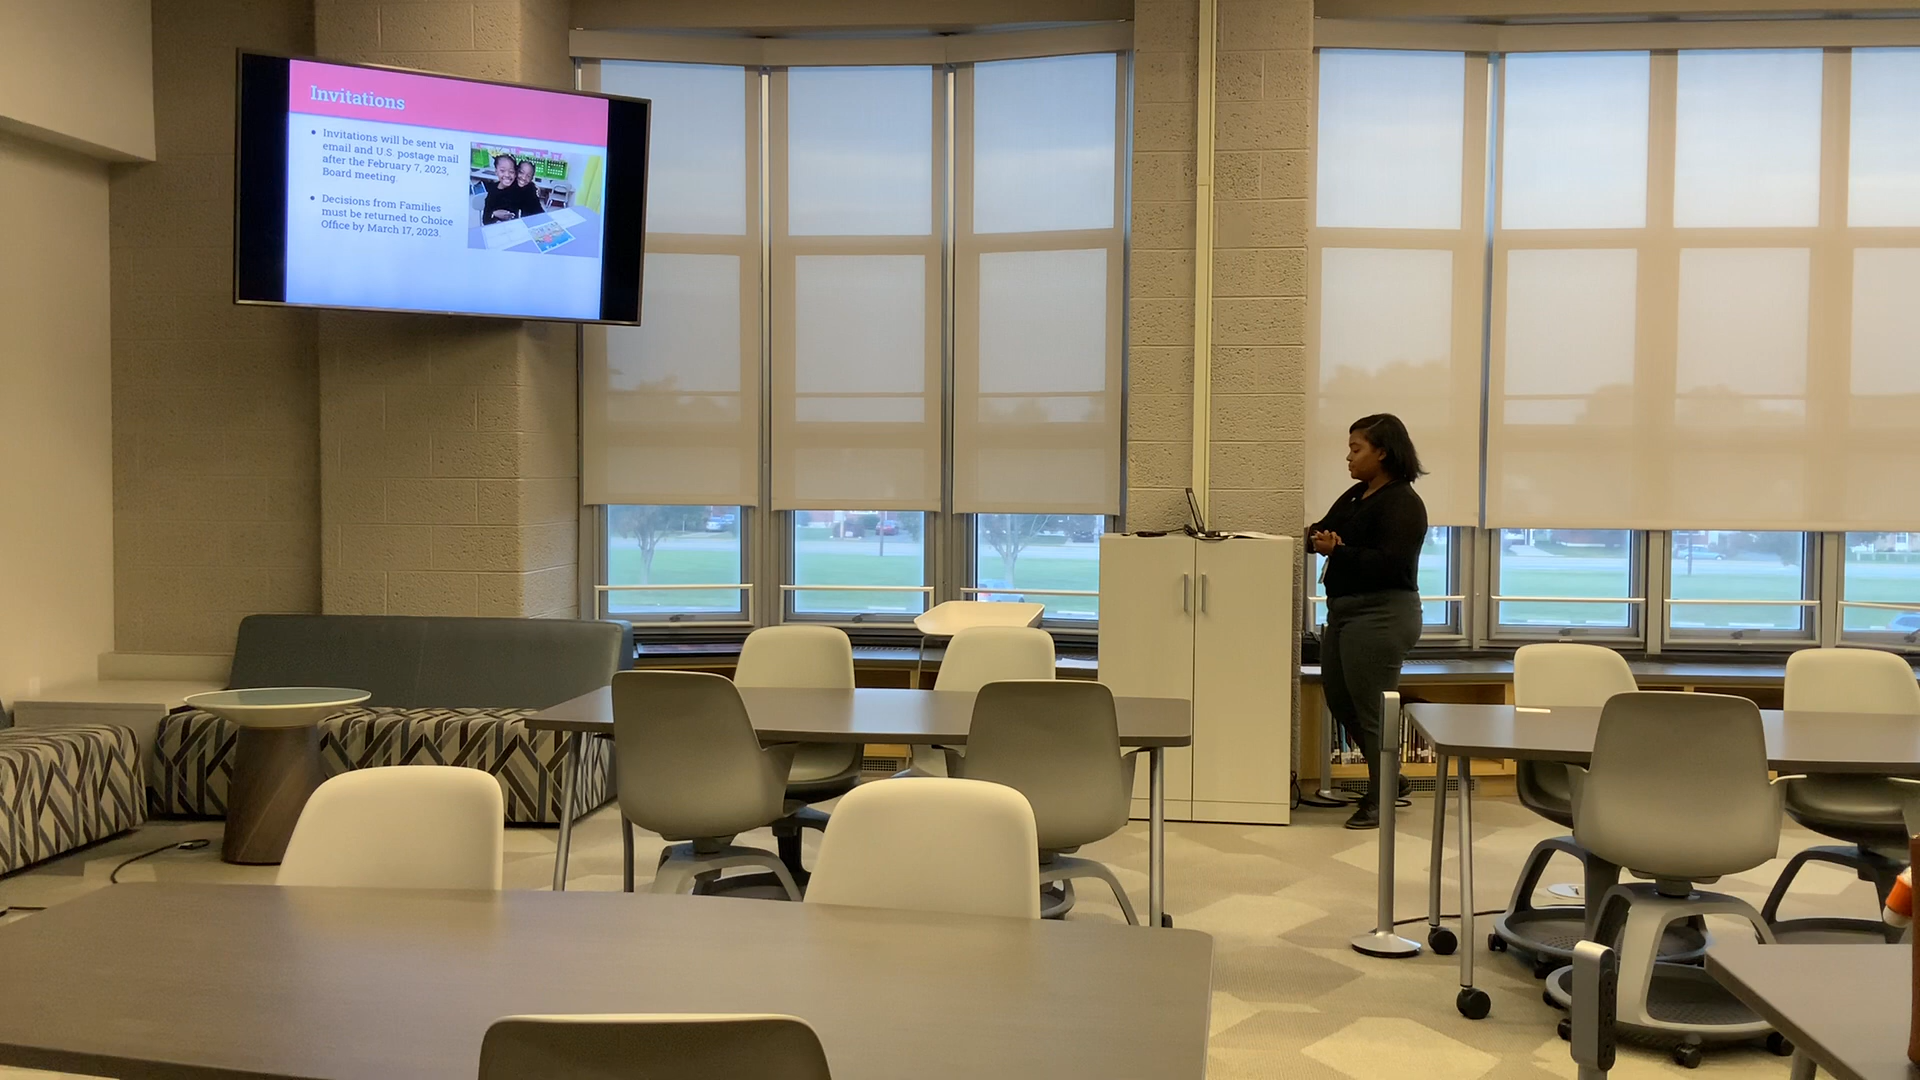 Invitations
• Invitations will be sent via
email and U.S. postage mail
after the February 7, 2023,
Board meeting.
• Decisions from Families
must be returned to Choice
Office by March 17, 2023.